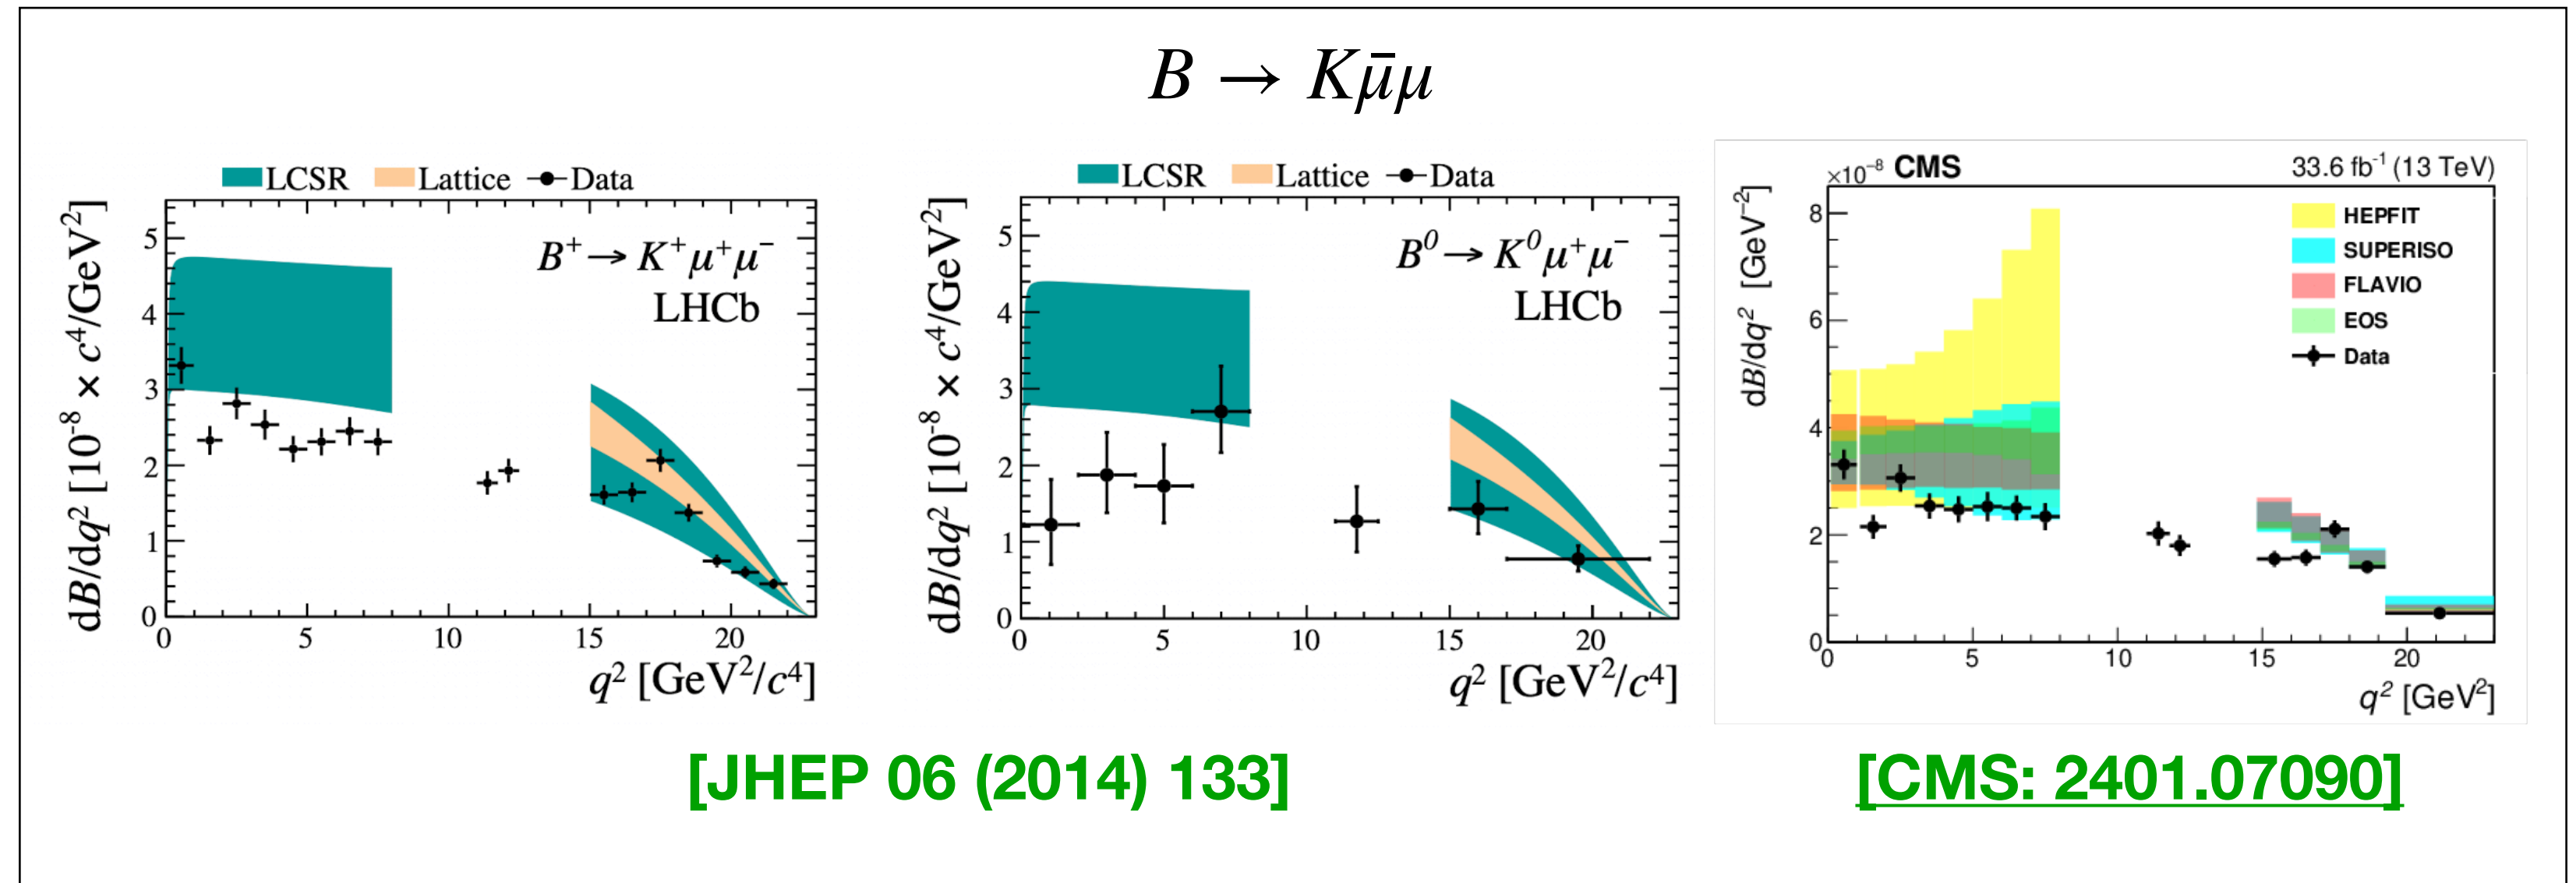 B → Kμ̄μ
LCSR Lattice Data
dB/dq² [10⁻⁸ × c⁴/GeV²]
5
4
3
2
1
0
B⁺ → K⁺μ⁺μ⁻
LHCb
0 5 10 15 20
q² [GeV²/c⁴]
LCSR Lattice Data
dB/dq² [10⁻⁸ × c⁴/GeV²]
5
4
3
2
1
0
B⁰ → K⁰μ⁺μ⁻
LHCb
0 5 10 15 20
q² [GeV²/c⁴]
×10⁻⁸ CMS 33.6 fb⁻¹ (13 TeV)
dB/dq² [GeV⁻²]
8
6
4
2
0
HEPFIT
SUPERISO
FLAVIO
EOS
Data
0 5 10 15 20
q² [GeV²]
[JHEP 06 (2014) 133]
[CMS: 2401.07090]